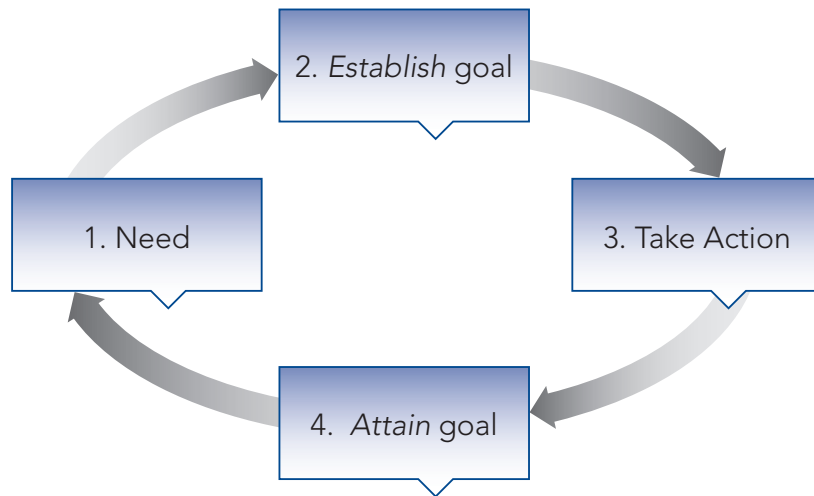 1. Need
2. Establish goal
3. Take Action
4. Attain goal